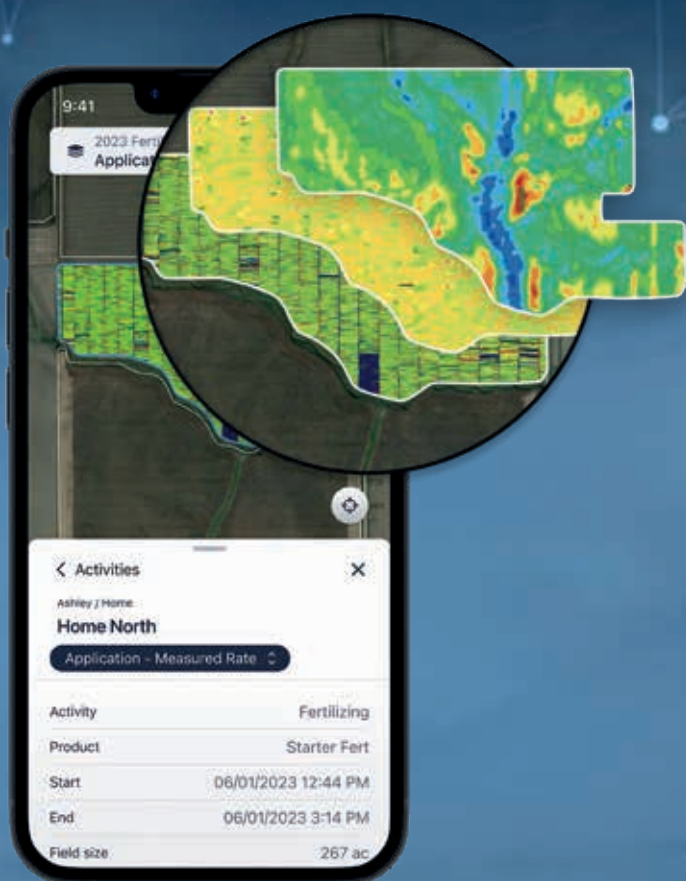 9:41
2023 Ferti
Applicat
Activities
Ashley / Home
Home North
Application - Measured Rate
Activity Fertilizing
Product Starter Fert
Start 06/01/2023 12:44 PM
End 06/01/2023 3:14 PM
Field size 267 ac